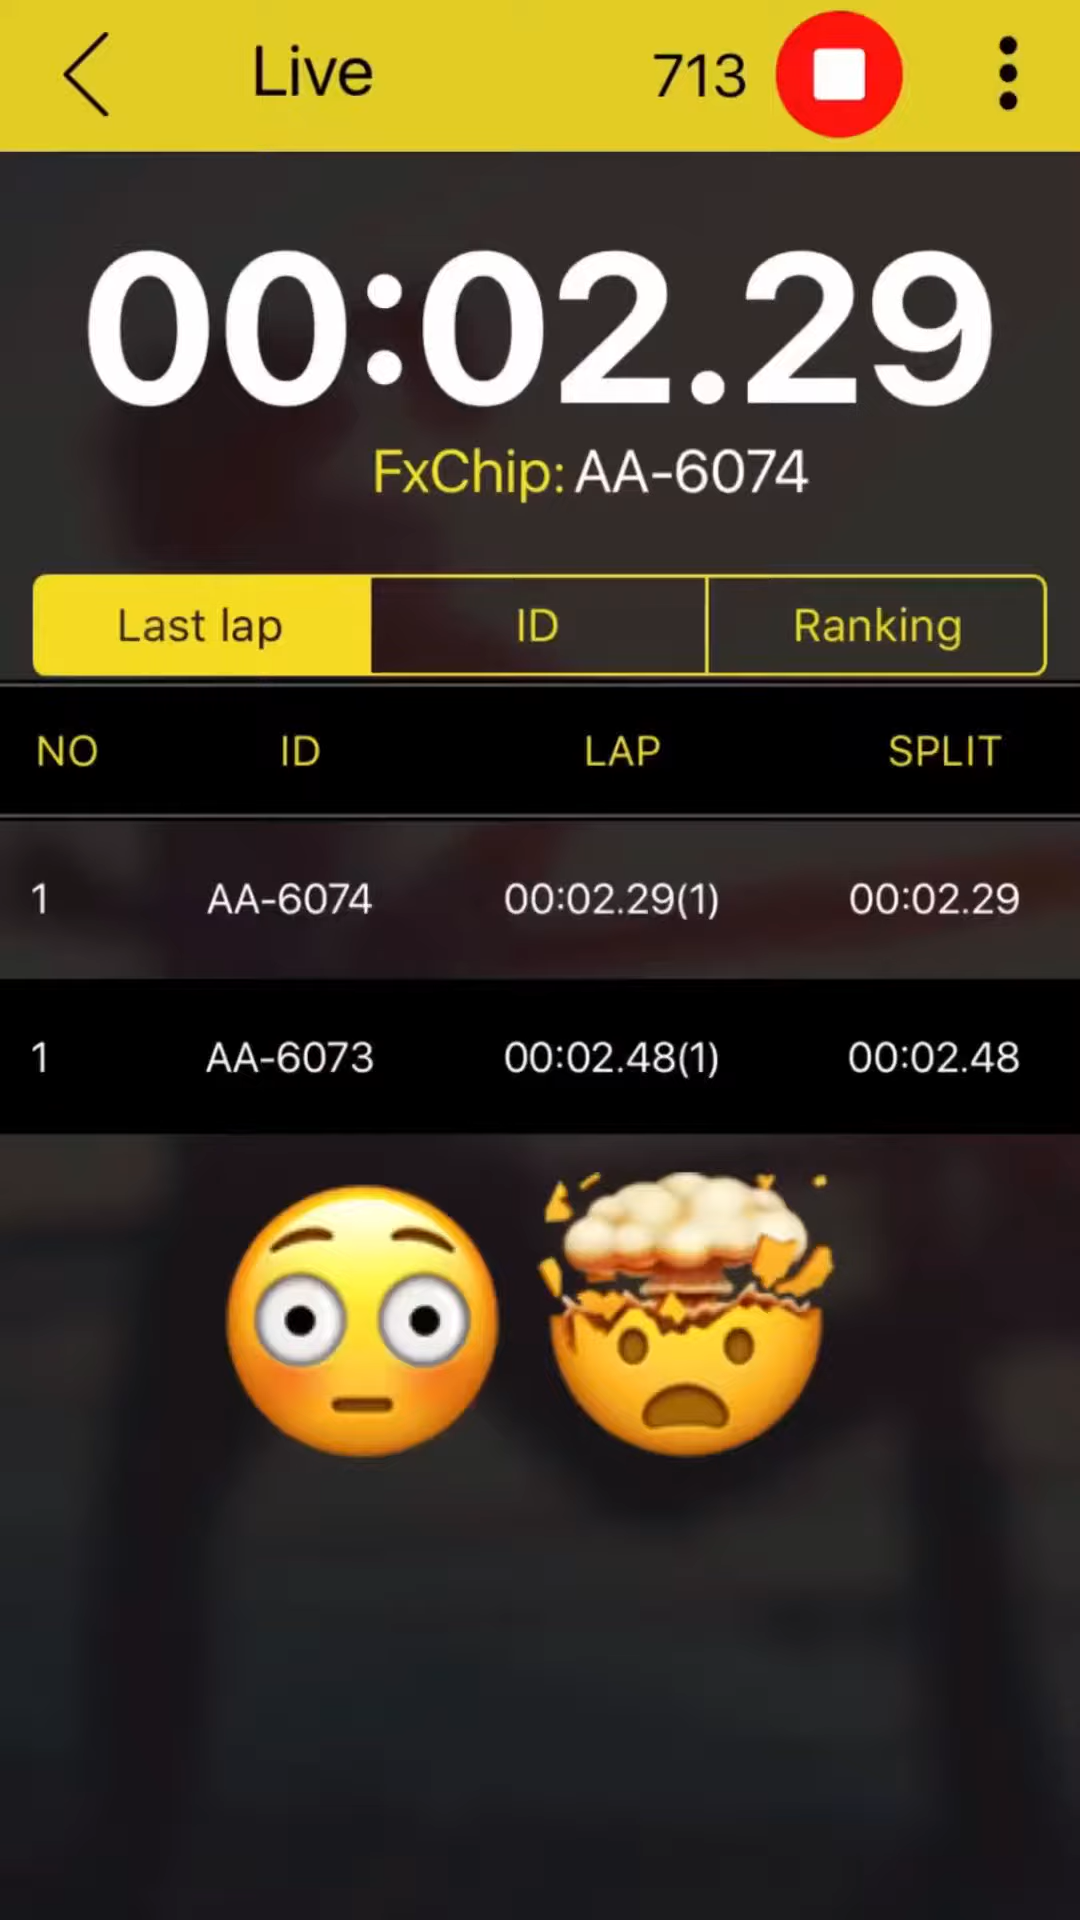 Live 713
00:02.29
FxChip: AA-6074
Last lap ID Ranking
NO ID LAP SPLIT
1 AA-6074 00:02.29(1) 00:02.29
1 AA-6073 00:02.48(1) 00:02.48